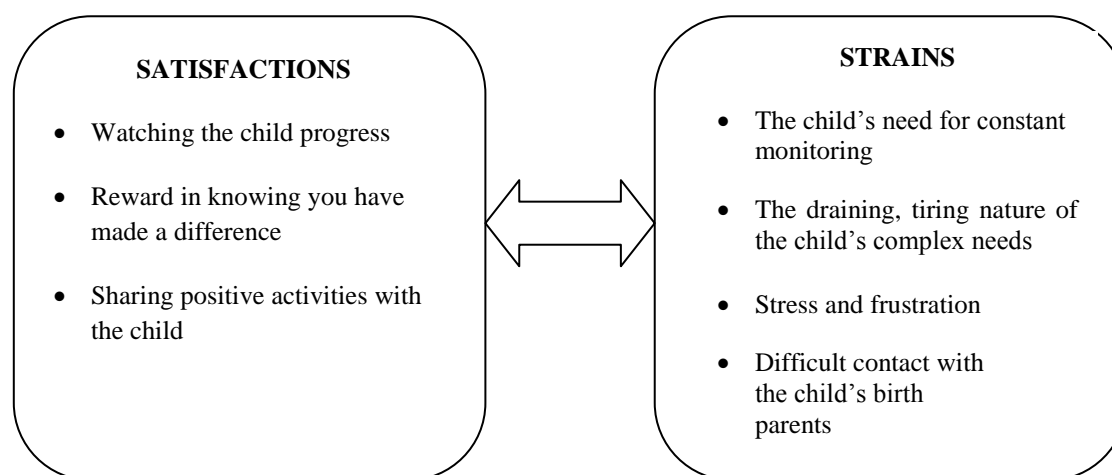 SATISFACTIONS
• Watching the child progress
• Reward in knowing you have
made a difference
• Sharing positive activities with
the child
STRAINS
• The child’s need for constant
monitoring
• The draining, tiring nature of
the child’s complex needs
• Stress and frustration
• Difficult contact with
the child’s birth
parents